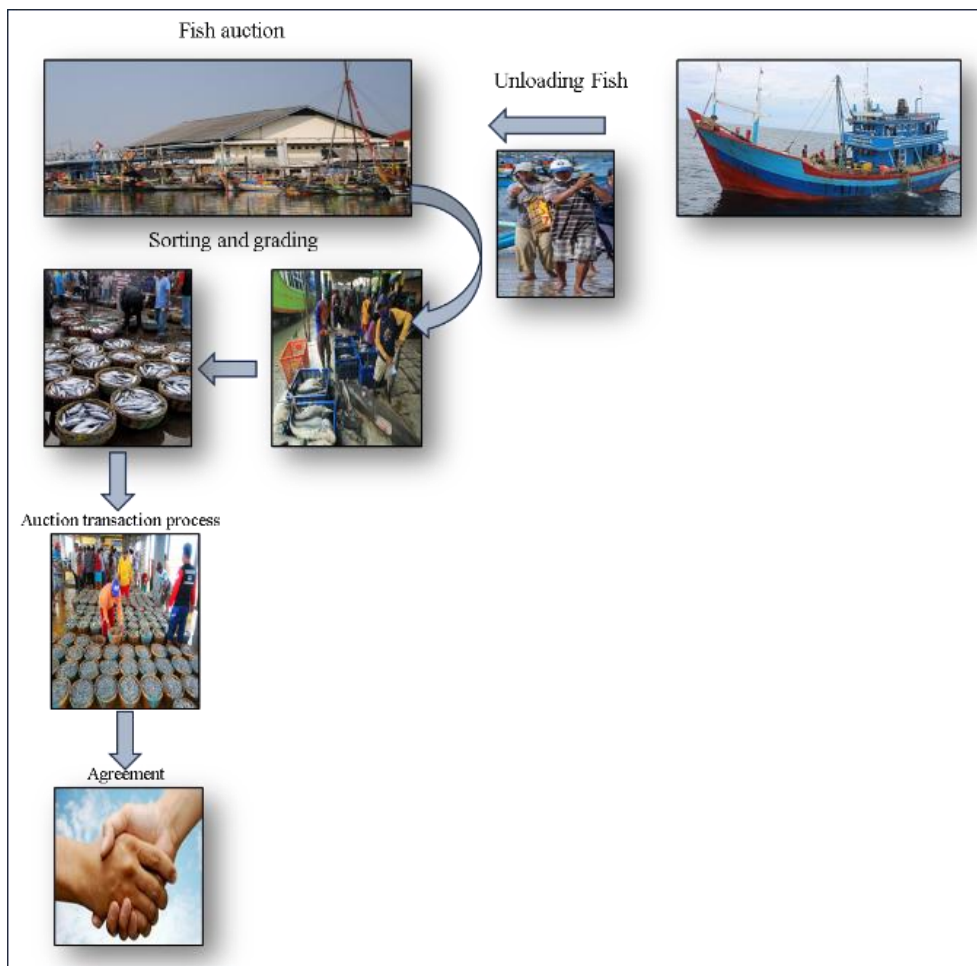 Fish auction
Unloading Fish
Sorting and grading
Auction transaction process
Agreement